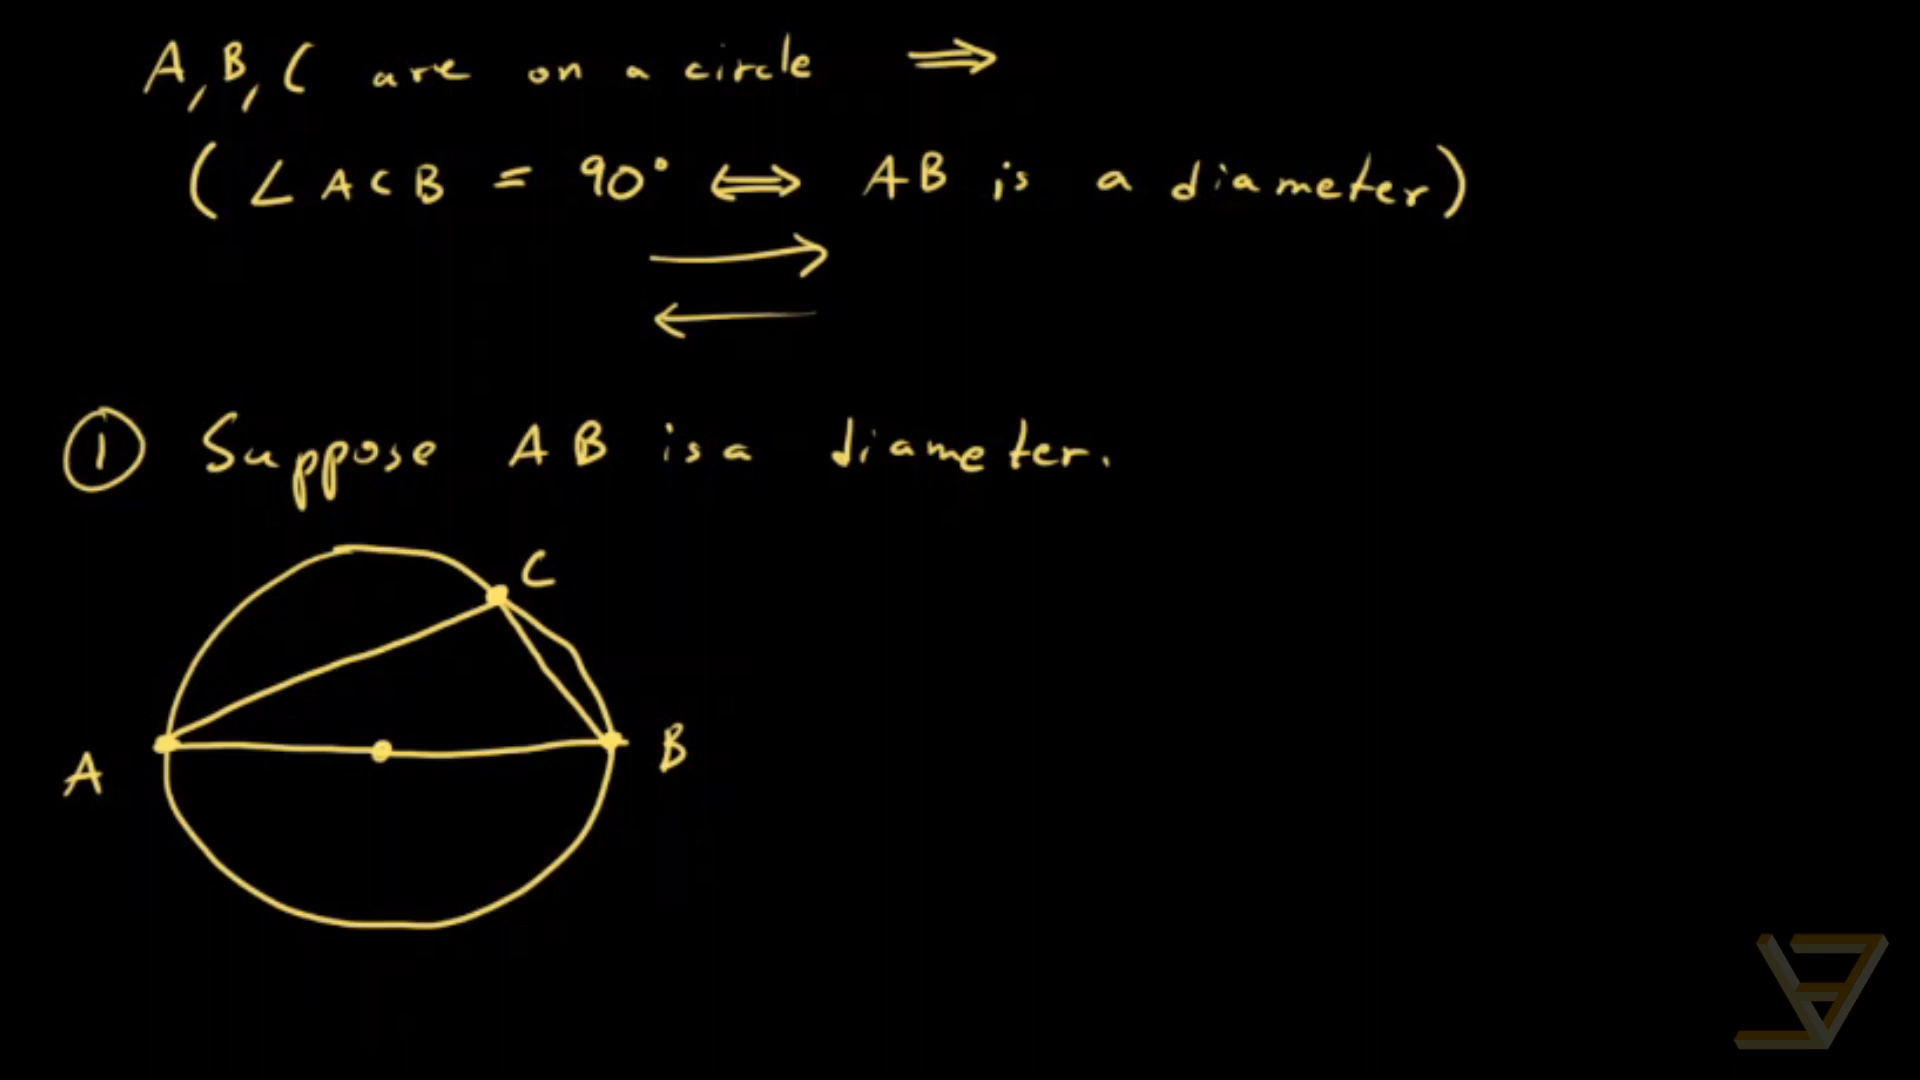 A, B, C are on a circle ⟹
(∠ACB = 90° ⟺ AB is a diameter)
⟶
⟵
① Suppose AB is a diameter.
C
A
B